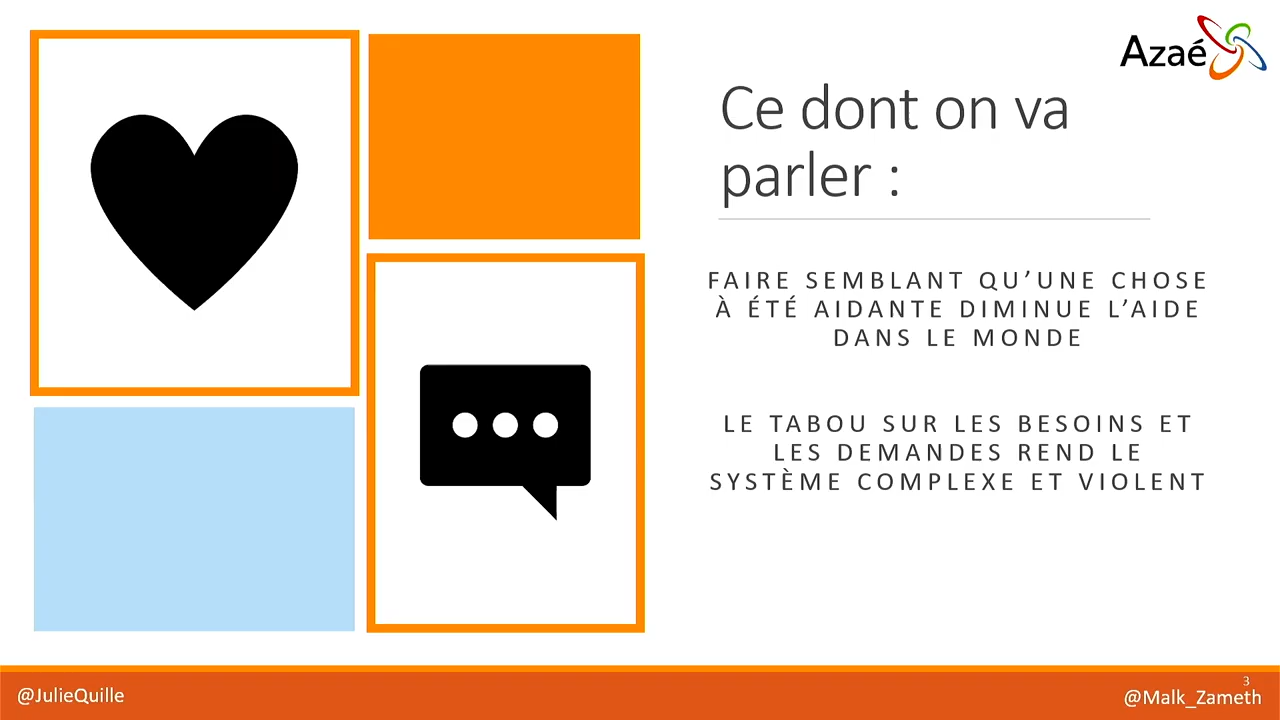 Azaé
Ce dont on va
parler :
FAIRE SEMBLANT QU’UNE CHOSE
À ÉTÉ AIDANTE DIMINUE L’AIDE
DANS LE MONDE
LE TABOU SUR LES BESOINS ET
LES DEMANDES REND LE
SYSTÈME COMPLEXE ET VIOLENT
@JulieQuille
3
@Malk_Zameth